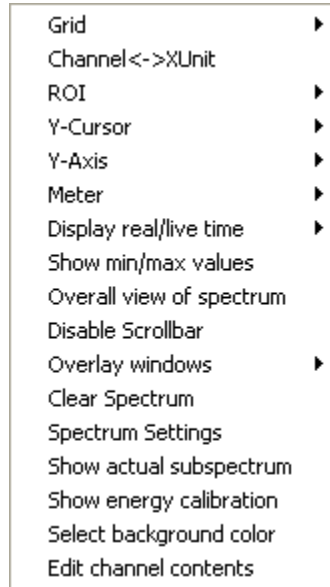 Grid
Channel<->XUnit
ROI
Y-Cursor
Y-Axis
Meter
Display real/live time
Show min/max values
Overall view of spectrum
Disable Scrollbar
Overlay windows
Clear Spectrum
Spectrum Settings
Show actual subspectrum
Show energy calibration
Select background color
Edit channel contents